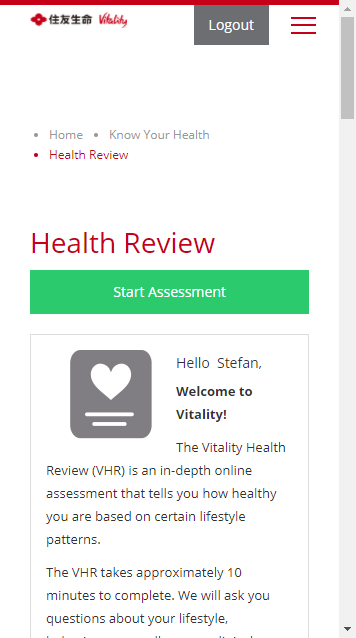 住友生命 Vitality
Logout
Home
Know Your Health
Health Review
Health Review
Start Assessment
Hello Stefan,
Welcome to
Vitality!
The Vitality Health
Review (VHR) is an in-depth online
assessment that tells you how healthy
you are based on certain lifestyle
patterns.
The VHR takes approximately 10
minutes to complete. We will ask you
questions about your lifestyle,